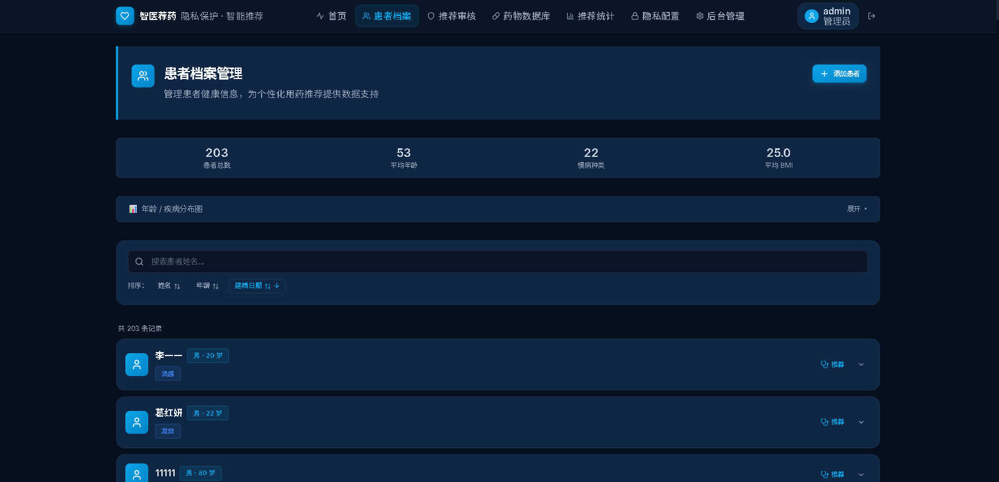 智医荐药 隐私保护 · 智能推荐 首页 患者档案 推荐审核 药物数据库 推荐统计 隐私配置 后台管理 admin
管理员
患者档案管理
添加患者
管理患者健康信息，为个性化用药推荐提供数据支持
203 53 22 25.0
患者总数 平均年龄 慢病种类 平均 BMI
年龄 / 疾病分布图 展开
搜索患者姓名...
排序: 姓名 年龄 建档日期
共 203 条记录
李一一 男 · 20 岁
流感
推荐
葛红妍 男 · 22 岁
发烧
推荐
11111 男 · 80 岁
推荐